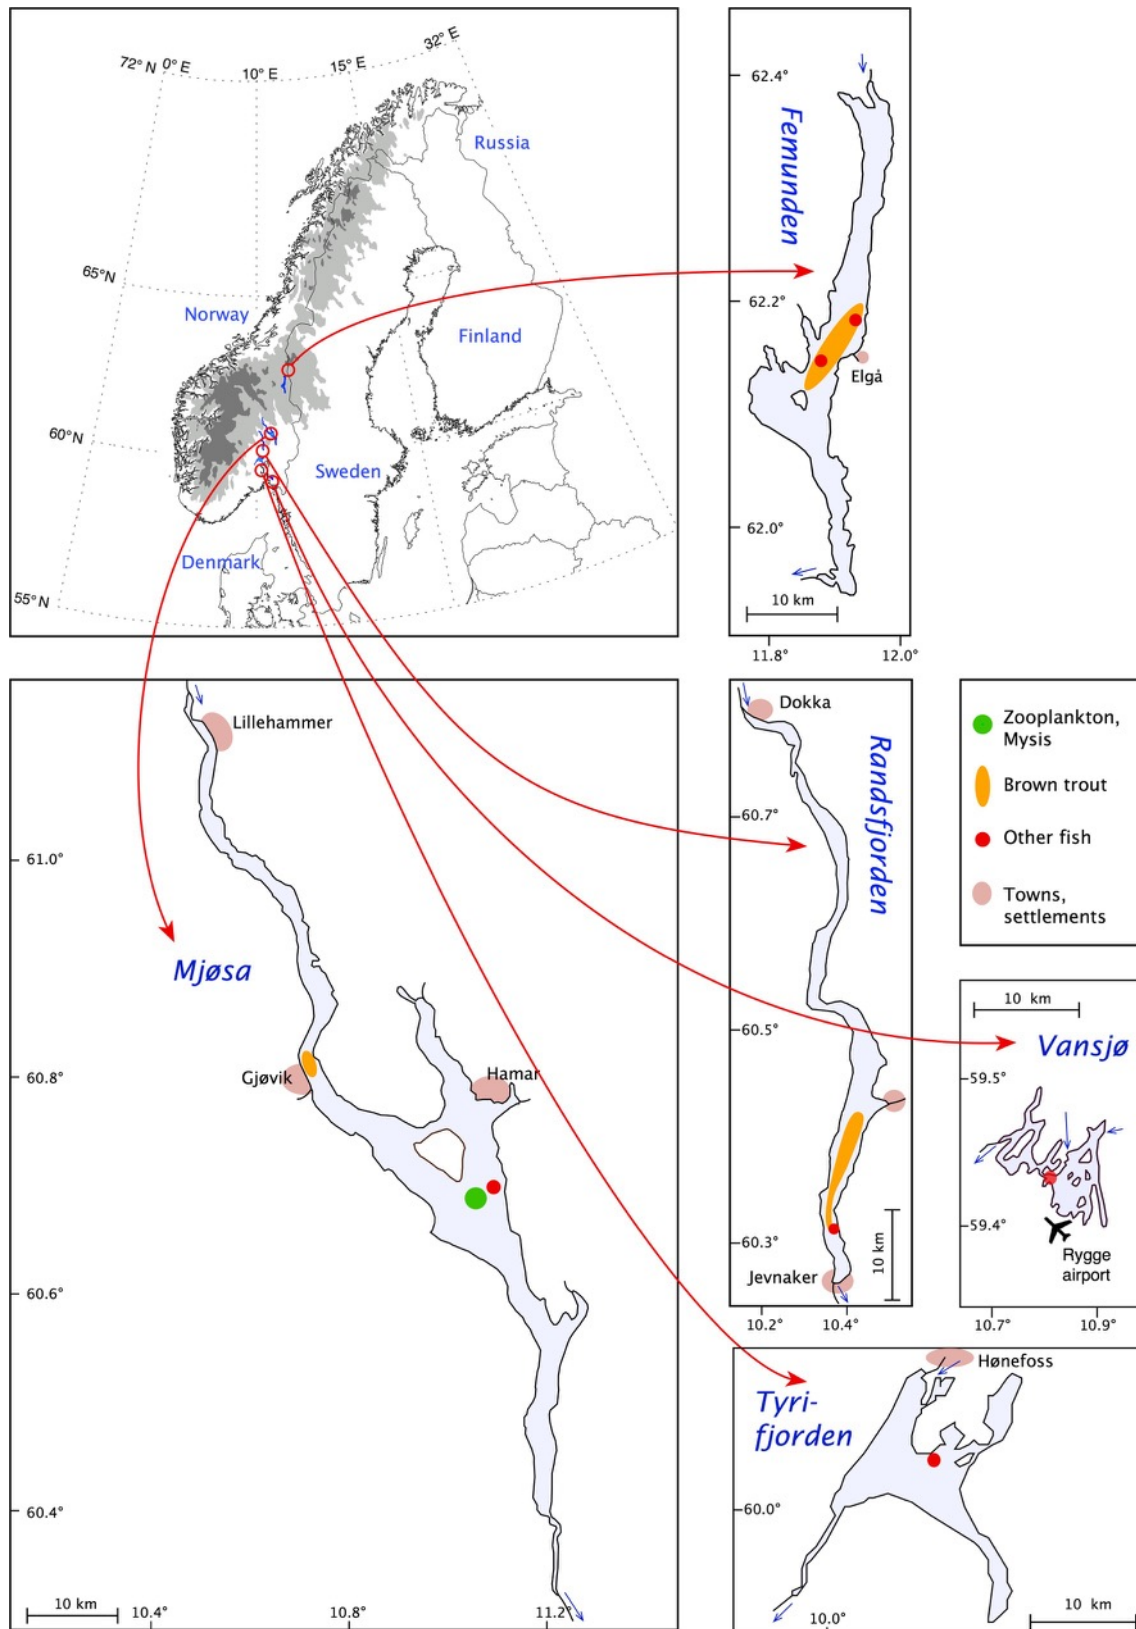 72° N
0° E
10° E
15° E
32° E
Russia
65°N
Norway
Finland
60°N
Sweden
Denmark
55° N
62.4°
Femunden
62.2°
Elgå
62.0°
10 km
11.8°
12.0°
Lillehammer
61.0°
Mjøsa
Gjøvik
Hamar
60.8°
60.6°
60.4°
10 km
10.4°
10.8°
11.2°
Dokka
Randsfjorden
60.7°
60.5°
60.3°
10 km
Jevnaker
10.2°
10.4°
Zooplankton,
Mysis
Brown trout
Other fish
Towns,
settlements
10 km
Vansjø
59.5°
59.4°
Rygge
airport
10.7°
10.9°
Hønefoss
Tyri-
fjorden
60.0°
10.0°
10 km